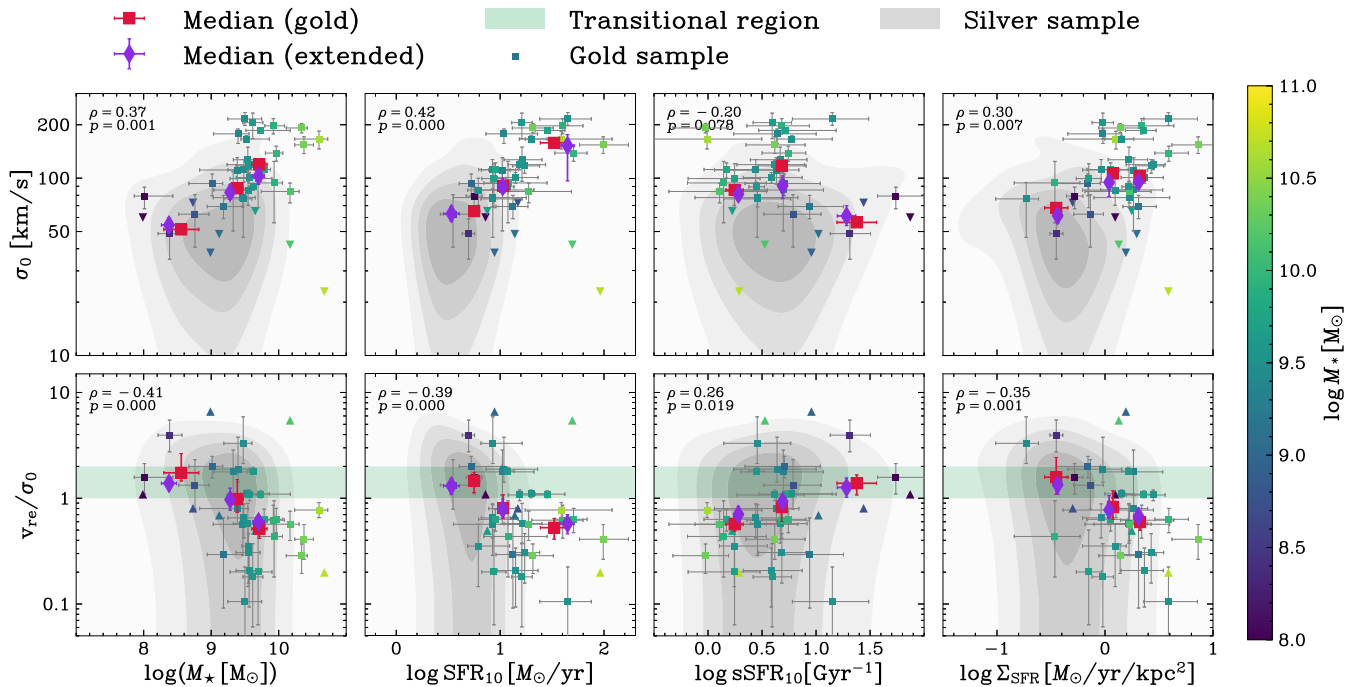 Median (gold)
Transitional region
Silver sample
Median (extended)
Gold sample
ρ = 0.37
p = 0.001
ρ = 0.42
p = 0.000
ρ = − 0.20
p = 0.078
ρ = 0.30
p = 0.007
200
100
50
10
σ₀ [km/s]
ρ = − 0.41
p = 0.000
ρ = − 0.39
p = 0.000
ρ = 0.26
p = 0.019
ρ = − 0.35
p = 0.001
10
1
0.1
v_re/σ₀
8 9 10
0 1 2
0.0 0.5 1.0 1.5
−1 0 1
log(M⋆ [M⊙])
log SFR₁₀ [M⊙/yr]
log sSFR₁₀[Gyr⁻¹]
log Σ_SFR [M⊙/yr/kpc²]
11.0
10.5
10.0
9.5
9.0
8.5
8.0
log M* [M⊙]